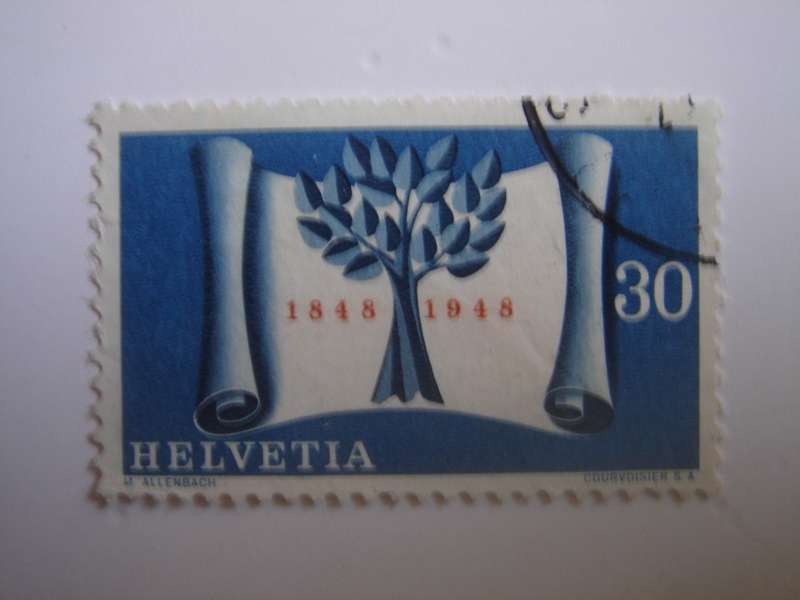 1848 1948
30
HELVETIA
M. ALLENBACH COURVOISIER S.A.